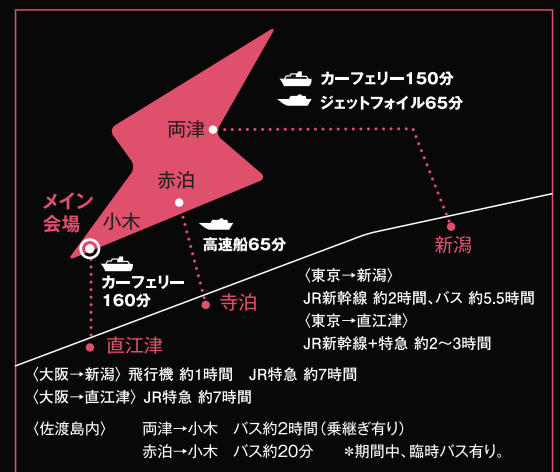 カーフェリー150分
ジェットフォイル65分
両津
赤泊
メイン
会場
小木
高速船65分
新潟
カーフェリー
160分
寺泊
直江津
〈東京→新潟〉
JR新幹線 約2時間、バス 約5.5時間
〈東京→直江津〉
JR新幹線+特急 約2〜3時間
〈大阪→新潟〉 飛行機 約1時間　JR特急 約7時間
〈大阪→直江津〉 JR特急 約7時間
〈佐渡島内〉　両津→小木　バス約2時間(乗継ぎ有り)
赤泊→小木　バス約20分　＊期間中、臨時バス有り。